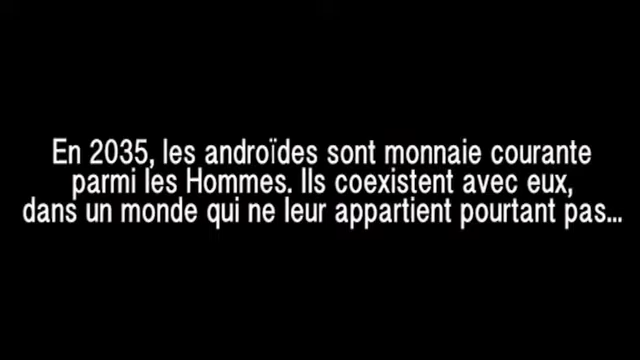 En 2035, les androïdes sont monnaie courante
parmi les Hommes. Ils coexistent avec eux,
dans un monde qui ne leur appartient pourtant pas...